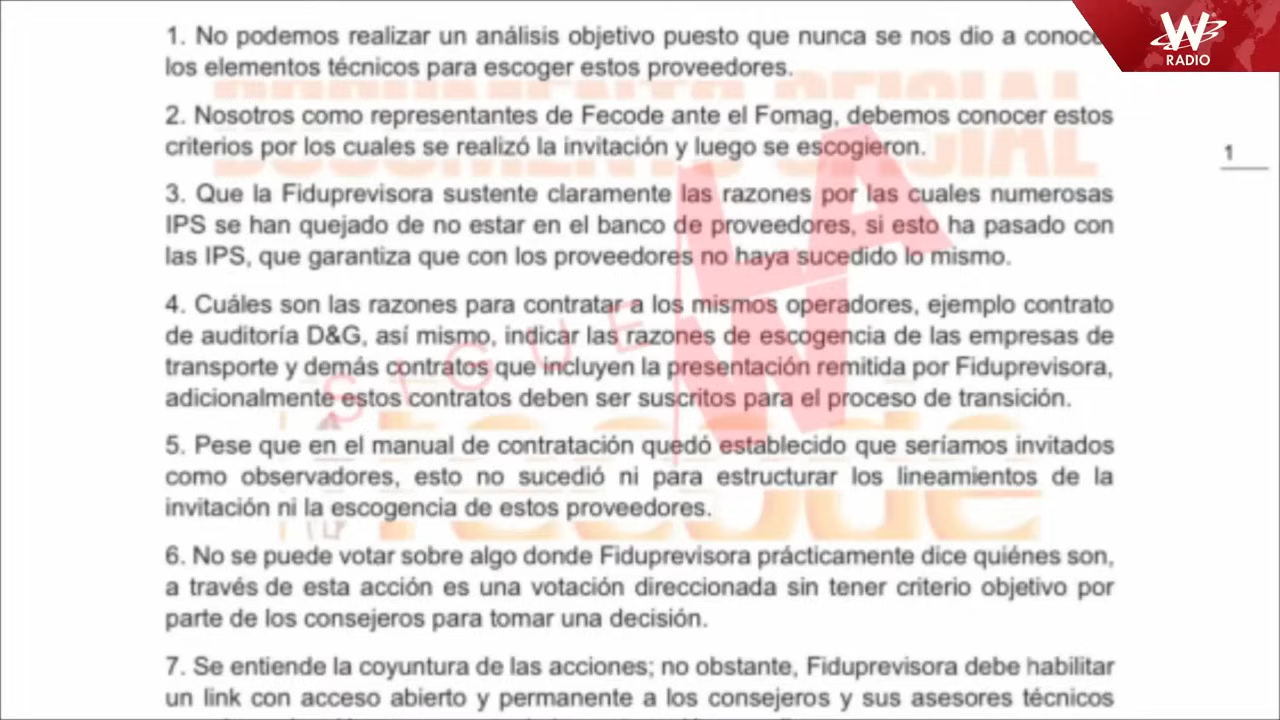 W
RADIO
1. No podemos realizar un análisis objetivo puesto que nunca se nos dio a conocer
los elementos técnicos para escoger estos proveedores.
2. Nosotros como representantes de Fecode ante el Fomag, debemos conocer estos
criterios por los cuales se realizó la invitación y luego se escogieron.
1
3. Que la Fiduprevisora sustente claramente las razones por las cuales numerosas
IPS se han quejado de no estar en el banco de proveedores, si esto ha pasado con
las IPS, que garantiza que con los proveedores no haya sucedido lo mismo.
4. Cuáles son las razones para contratar a los mismos operadores, ejemplo contrato
de auditoría D&G, así mismo, indicar las razones de escogencia de las empresas de
transporte y demás contratos que incluyen la presentación remitida por Fiduprevisora,
adicionalmente estos contratos deben ser suscritos para el proceso de transición.
5. Pese que en el manual de contratación quedó establecido que seríamos invitados
como observadores, esto no sucedió ni para estructurar los lineamientos de la
invitación ni la escogencia de estos proveedores.
6. No se puede votar sobre algo donde Fiduprevisora prácticamente dice quiénes son,
a través de esta acción es una votación direccionada sin tener criterio objetivo por
parte de los consejeros para tomar una decisión.
7. Se entiende la coyuntura de las acciones; no obstante, Fiduprevisora debe habilitar
un link con acceso abierto y permanente a los consejeros y sus asesores técnicos
DOCUMENTO OFICIAL
SIGUE
LA
W
fecode